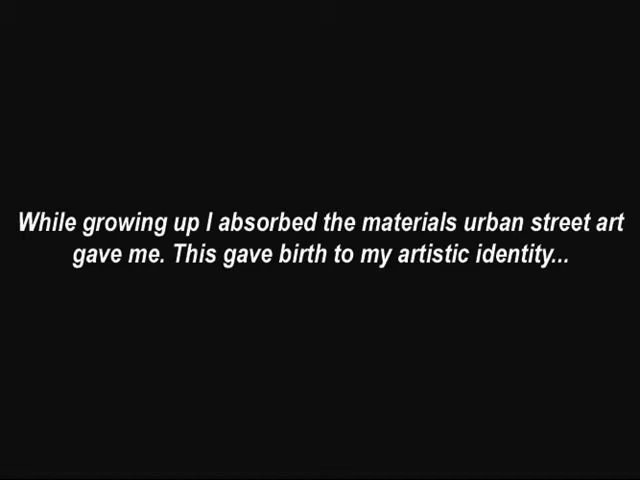 While growing up I absorbed the materials urban street art
gave me. This gave birth to my artistic identity...